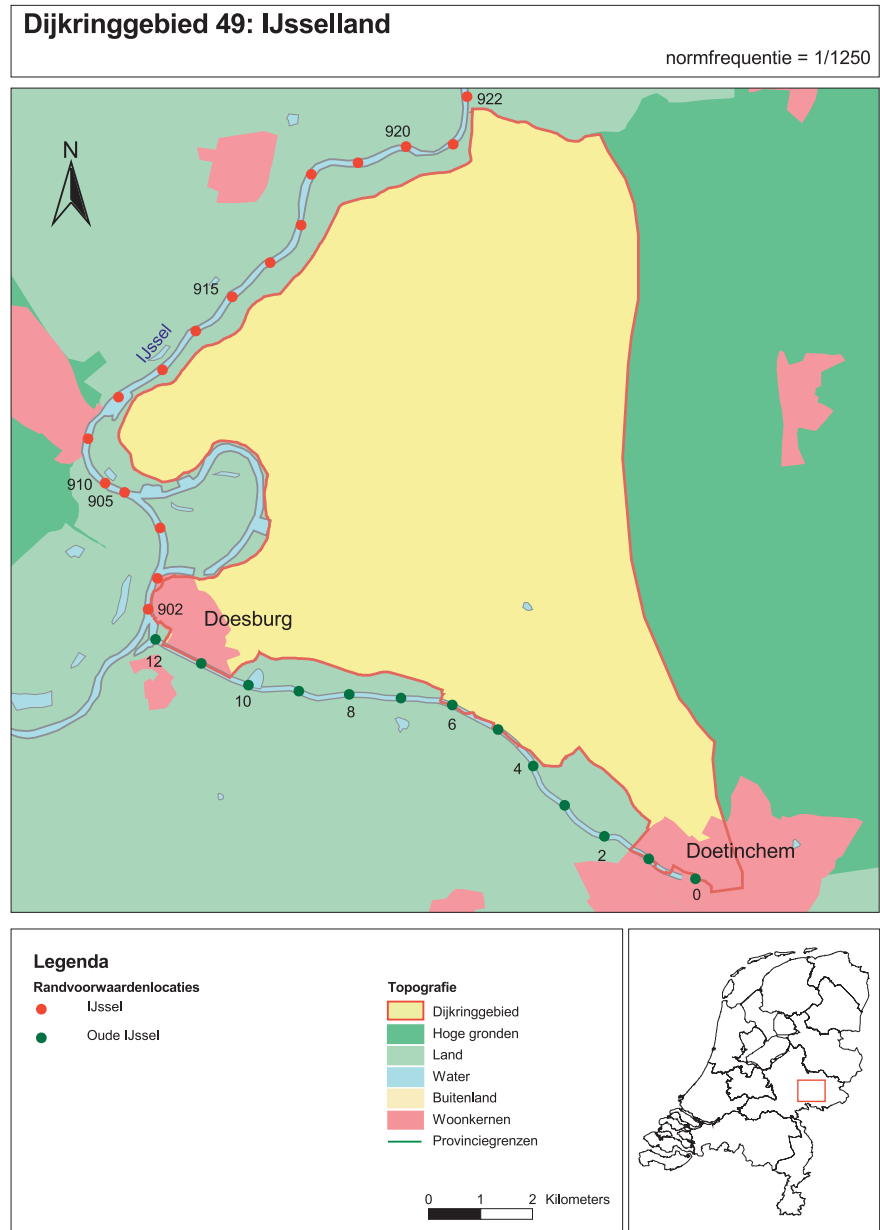 Dijkringgebied 49: IJsselland
normfrequentie = 1/1250
922
920
N
915
IJssel
910
905
902
Doesburg
12
10
8
6
4
2
Doetinchem
0
Legenda
Randvoorwaardenlocaties
IJssel
Oude IJssel
Topografie
Dijkringgebied
Hoge gronden
Land
Water
Buitenland
Woonkernen
Provinciegrenzen
0 1 2 Kilometers